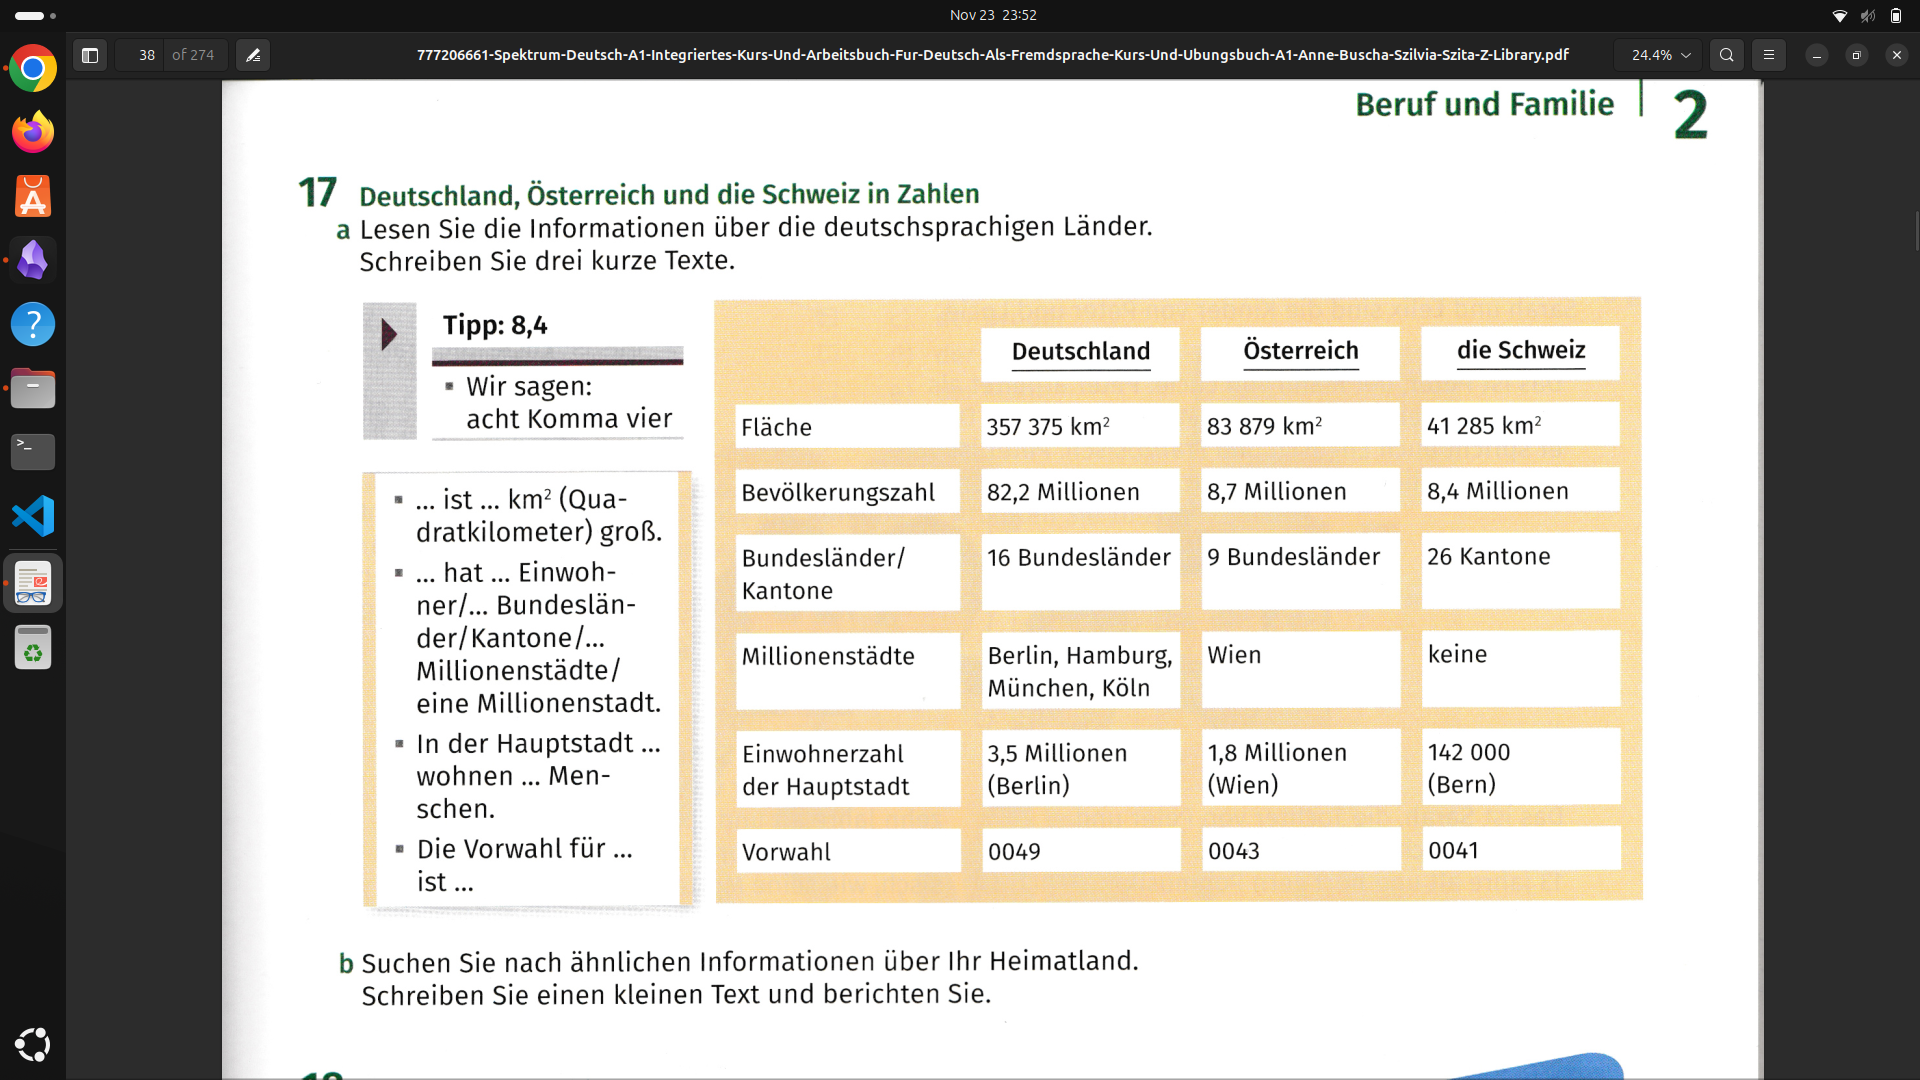 Nov 23 23:52
38 of 274
777206661-Spektrum-Deutsch-A1-Integriertes-Kurs-Und-Arbeitsbuch-Fur-Deutsch-Als-Fremdsprache-Kurs-Und-Ubungsbuch-A1-Anne-Buscha-Szilvia-Szita-Z-Library.pdf
24.4%
Beruf und Familie 2
17 Deutschland, Österreich und die Schweiz in Zahlen
a Lesen Sie die Informationen über die deutschsprachigen Länder.
Schreiben Sie drei kurze Texte.
Tipp: 8,4
Wir sagen:
acht Komma vier
... ist ... km² (Qua-
dratkilometer) groß.
... hat ... Einwoh-
ner/... Bundeslän-
der/Kantone/...
Millionenstädte/
eine Millionenstadt.
In der Hauptstadt ...
wohnen ... Men-
schen.
Die Vorwahl für ...
ist ...
Deutschland Österreich die Schweiz
Fläche 357 375 km² 83 879 km² 41 285 km²
Bevölkerungszahl 82,2 Millionen 8,7 Millionen 8,4 Millionen
Bundesländer/ 16 Bundesländer 9 Bundesländer 26 Kantone
Kantone
Millionenstädte Berlin, Hamburg, Wien keine
München, Köln
Einwohnerzahl 3,5 Millionen 1,8 Millionen 142 000
der Hauptstadt (Berlin) (Wien) (Bern)
Vorwahl 0049 0043 0041
b Suchen Sie nach ähnlichen Informationen über Ihr Heimatland.
Schreiben Sie einen kleinen Text und berichten Sie.